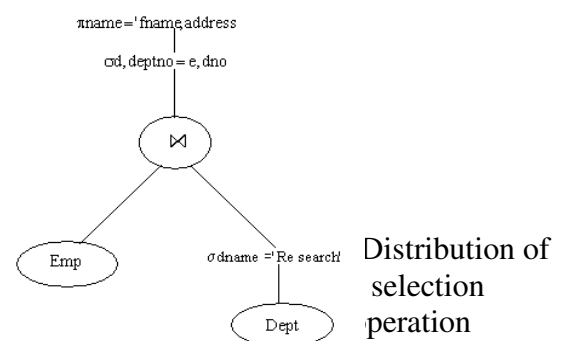 πname='fname,address
σd,deptno=e,dno
⋈
Emp
σdname ='Re search'
Dept
Distribution of
selection
peration